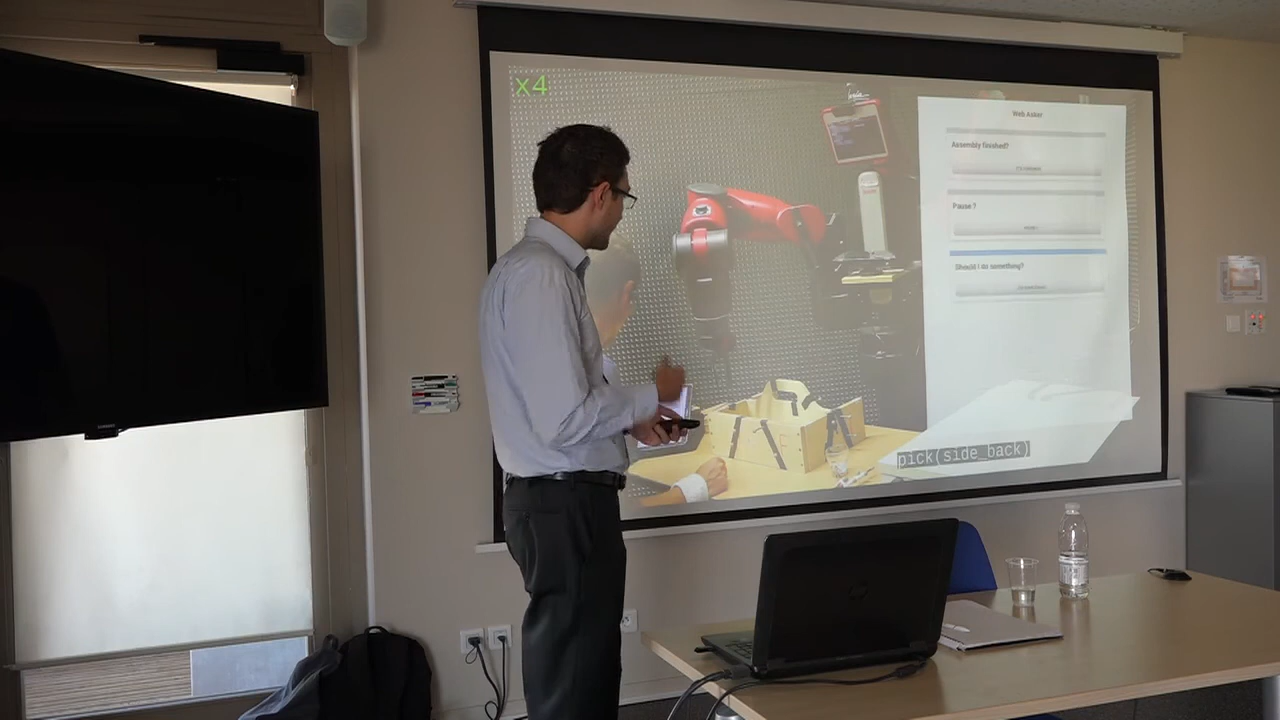 x4
Web Asker
Assembly finished?
Pause ?
Should I do something?
pick(side_back)